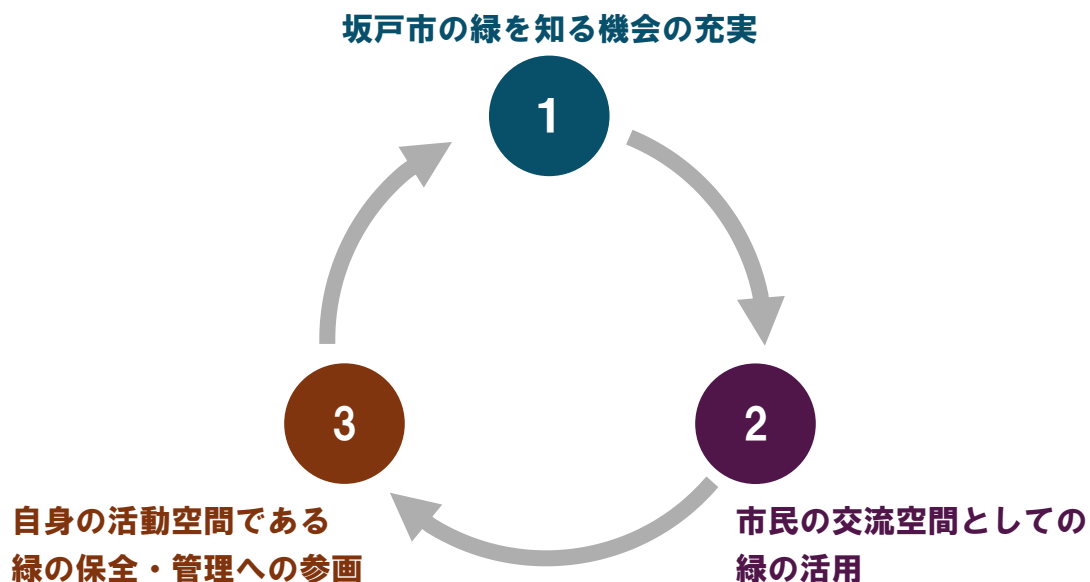 坂戸市の緑を知る機会の充実
1
2
市民の交流空間としての
緑の活用
3
自身の活動空間である
緑の保全・管理への参画